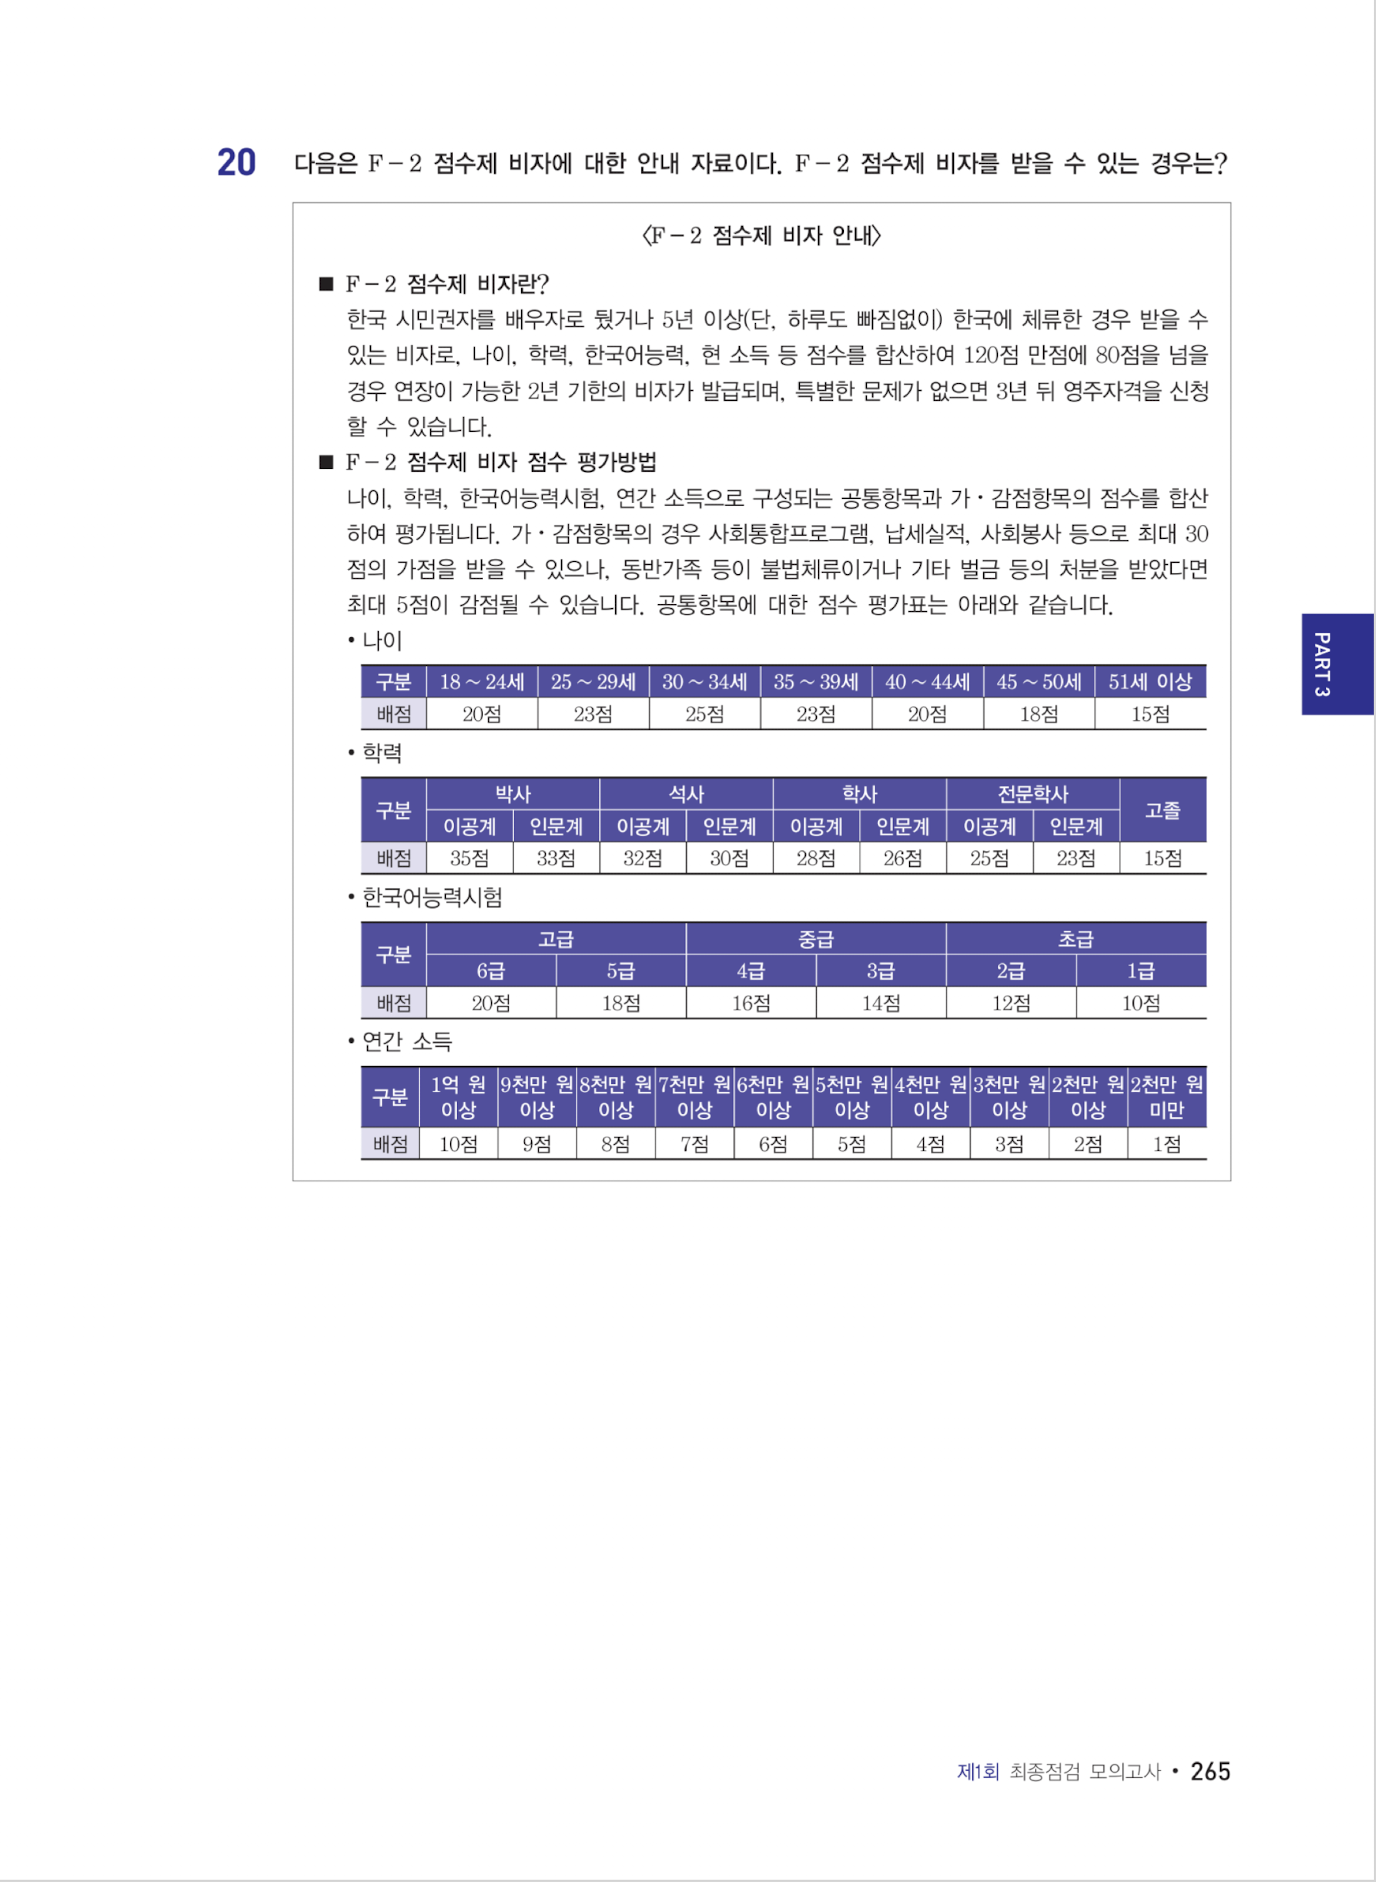 20 다음은 F-2 점수제 비자에 대한 안내 자료이다. F-2 점수제 비자를 받을 수 있는 경우는?
〈F-2 점수제 비자 안내〉
■ F-2 점수제 비자란?
한국 시민권자를 배우자로 뒀거나 5년 이상(단, 하루도 빠짐없이) 한국에 체류한 경우 받을 수
있는 비자로, 나이, 학력, 한국어능력, 현 소득 등 점수를 합산하여 120점 만점에 80점을 넘을
경우 연장이 가능한 2년 기한의 비자가 발급되며, 특별한 문제가 없으면 3년 뒤 영주자격을 신청
할 수 있습니다.
■ F-2 점수제 비자 점수 평가방법
나이, 학력, 한국어능력시험, 연간 소득으로 구성되는 공통항목과 가·감점항목의 점수를 합산
하여 평가됩니다. 가·감점항목의 경우 사회통합프로그램, 납세실적, 사회봉사 등으로 최대 30
점의 가점을 받을 수 있으나, 동반가족 등이 불법체류이거나 기타 벌금 등의 처분을 받았다면
최대 5점이 감점될 수 있습니다. 공통항목에 대한 점수 평가표는 아래와 같습니다.
• 나이
구분 18~24세 25~29세 30~34세 35~39세 40~44세 45~50세 51세 이상
배점 20점 23점 25점 23점 20점 18점 15점
• 학력
구분 박사 석사 학사 전문학사 고졸
이공계 인문계 이공계 인문계 이공계 인문계 이공계 인문계
배점 35점 33점 32점 30점 28점 26점 25점 23점 15점
• 한국어능력시험
구분 고급 중급 초급
6급 5급 4급 3급 2급 1급
배점 20점 18점 16점 14점 12점 10점
• 연간 소득
구분 1억 원 9천만 원 8천만 원 7천만 원 6천만 원 5천만 원 4천만 원 3천만 원 2천만 원 2천만 원
이상 이상 이상 이상 이상 이상 이상 이상 이상 미만
배점 10점 9점 8점 7점 6점 5점 4점 3점 2점 1점
PART 3
제1회 최종점검 모의고사 • 265